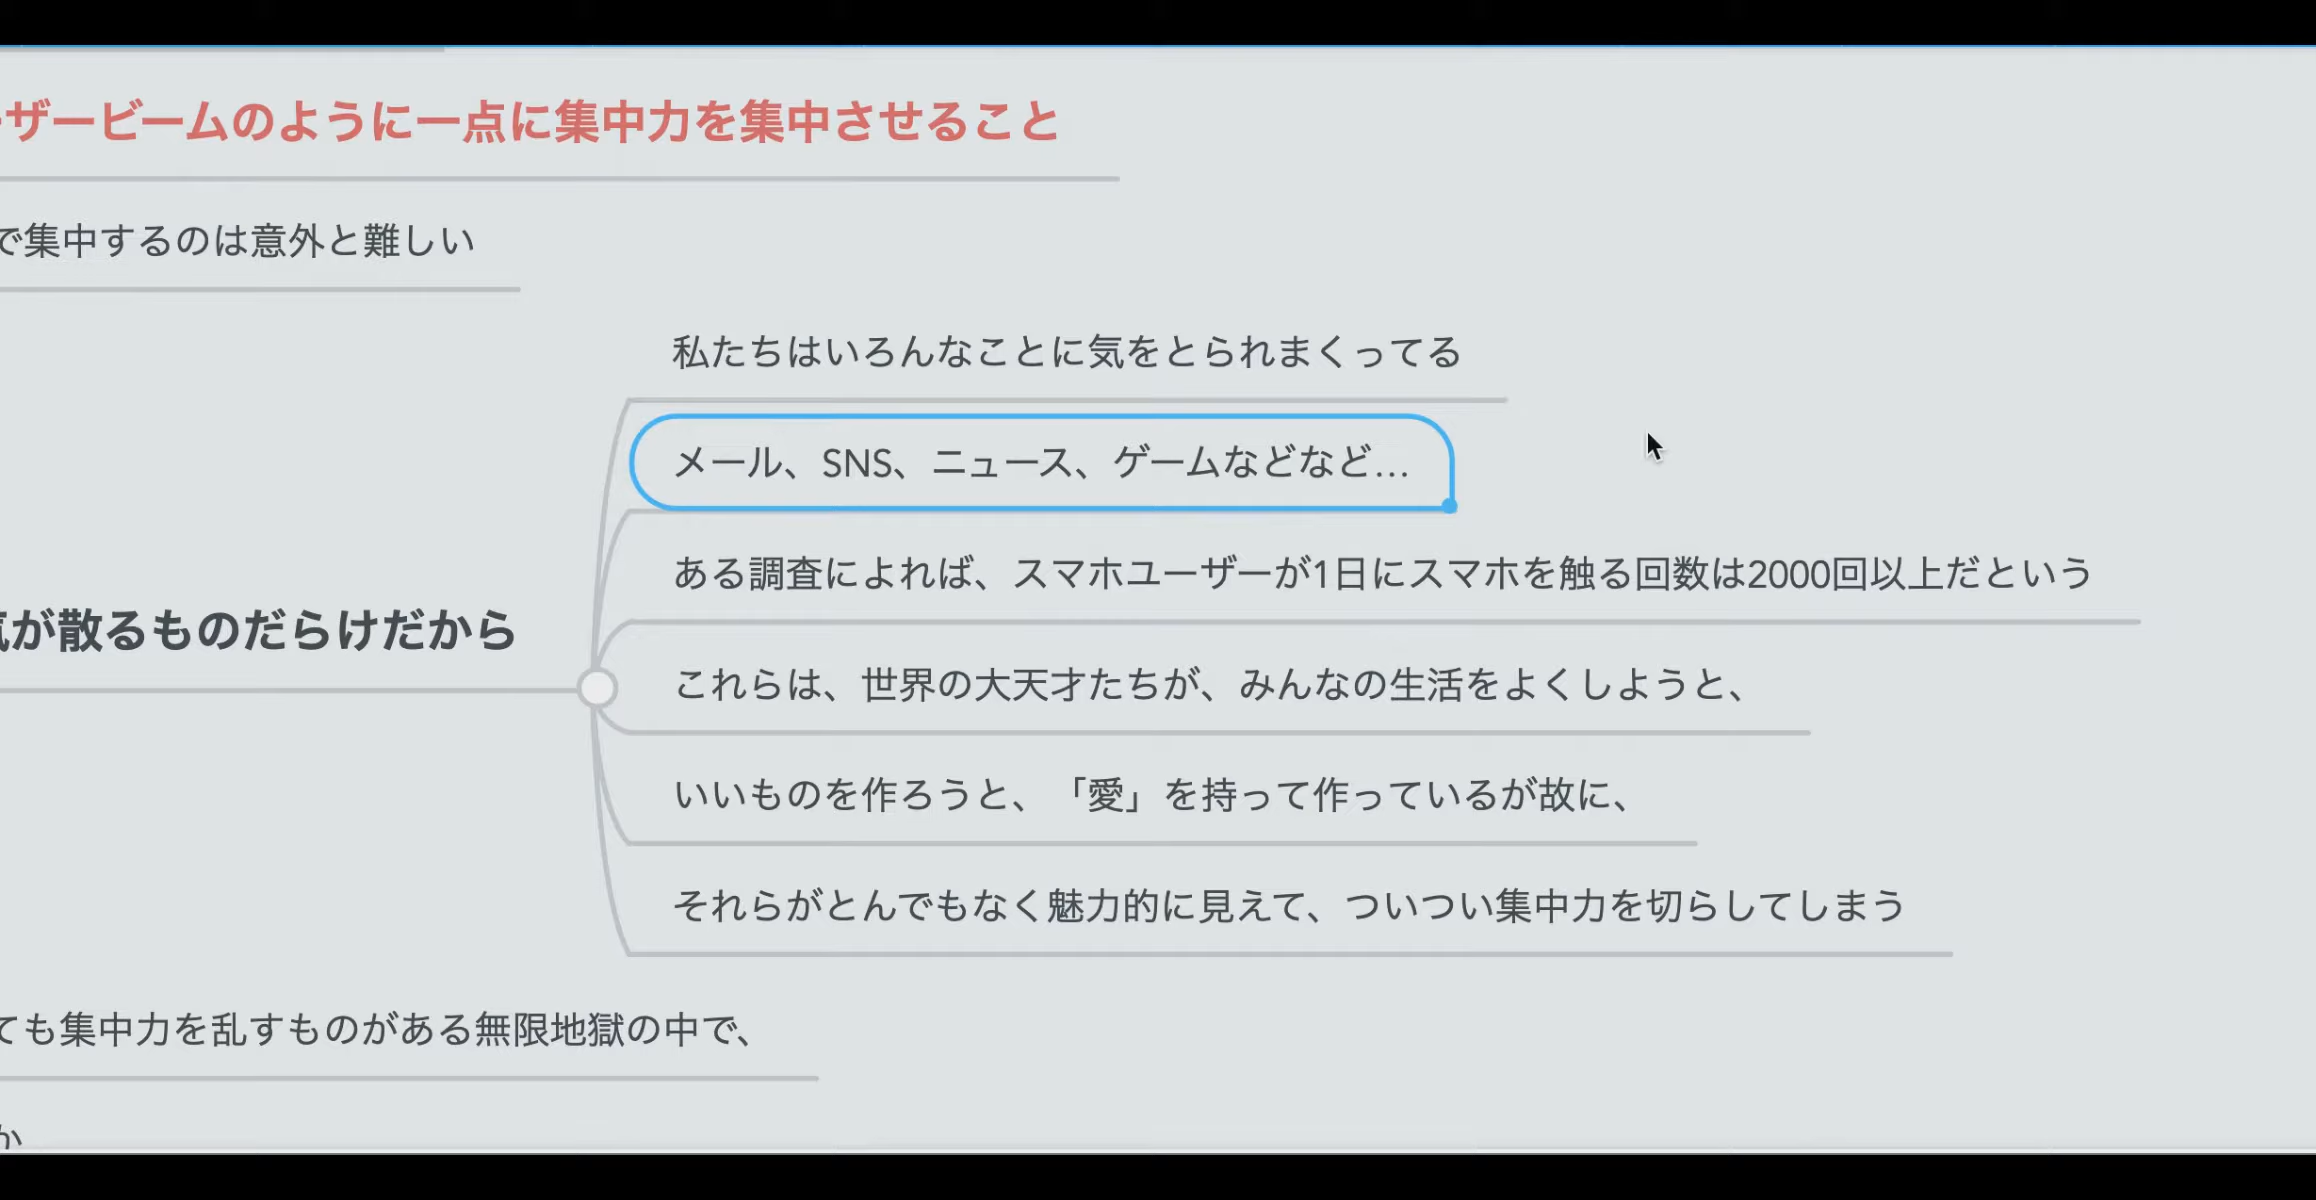 ザービームのように一点に集中力を集中させること
で集中するのは意外と難しい
私たちはいろんなことに気をとられまくってる
メール、SNS、ニュース、ゲームなどなど…
ある調査によれば、スマホユーザーが1日にスマホを触る回数は2000回以上だという
気が散るものだらけだから
これらは、世界の大天才たちが、みんなの生活をよくしようと、
いいものを作ろうと、「愛」を持って作っているが故に、
それらがとんでもなく魅力的に見えて、ついつい集中力を切らしてしまう
ても集中力を乱すものがある無限地獄の中で、
か